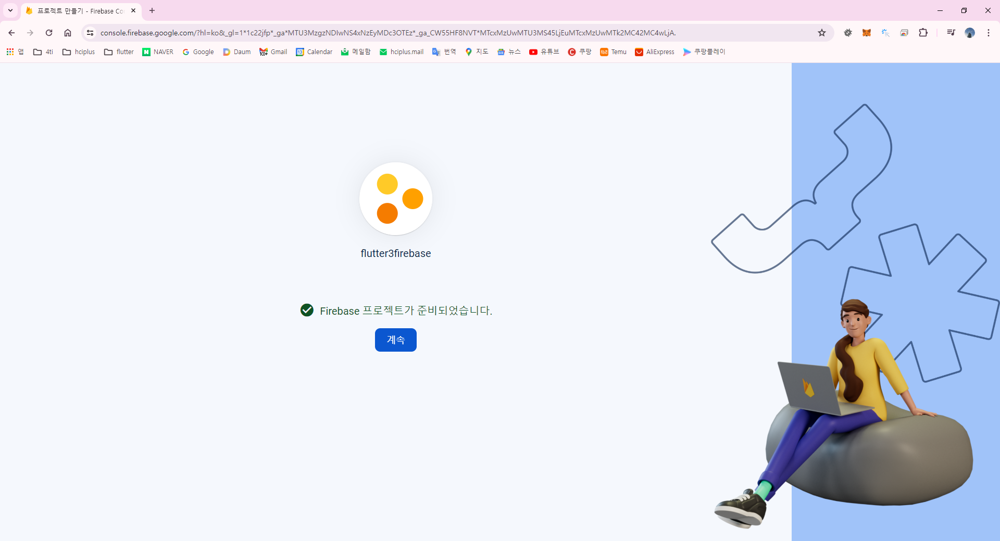 프로젝트 만들기 - Firebase Co
console.firebase.google.com/?hl=ko&_gl=1*1c22jfp*_ga*MTU3MzgzNDIwNS4xNzEyMDc3OTEz*_ga_CW55HF8NVT*MTcxMzUwMTU3MS45LjEuMTcxMzUwMTk2MC42MC4wLjA.
앱 4ti hciplus flutter NAVER Google Daum Gmail Calendar 메일함 hciplus.mail 번역 지도 뉴스 유튜브 쿠팡 Temu AliExpress 쿠팡플레이
flutter3firebase
Firebase 프로젝트가 준비되었습니다.
계속